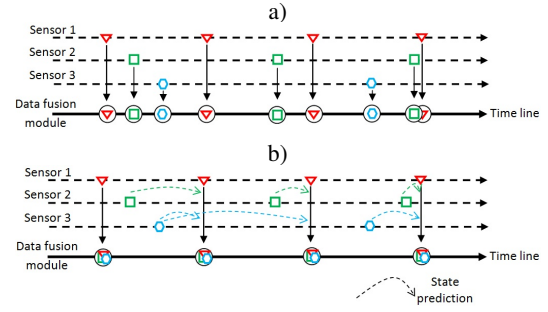 a)
Sensor 1
Sensor 2
Sensor 3
Data fusion
module
Time line
b)
Sensor 1
Sensor 2
Sensor 3
Data fusion
module
Time line
State
prediction